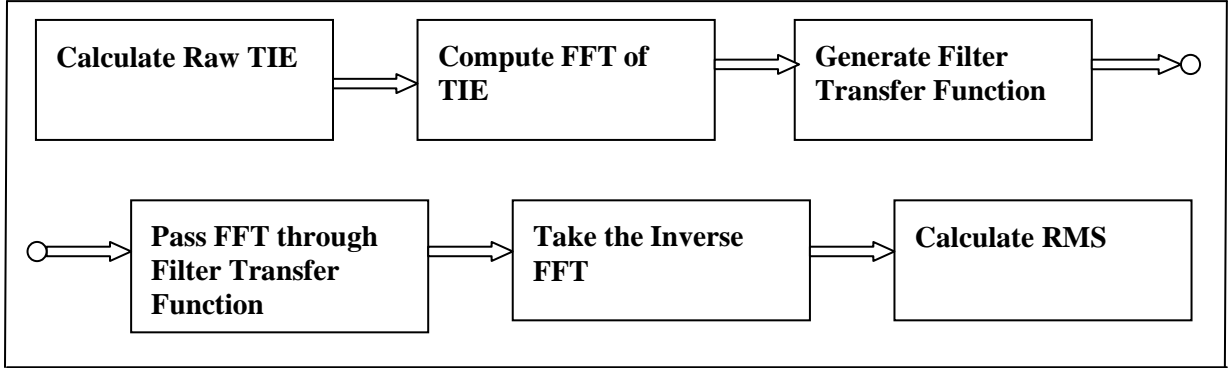 Calculate Raw TIE
Compute FFT of
TIE
Generate Filter
Transfer Function
Pass FFT through
Filter Transfer
Function
Take the Inverse
FFT
Calculate RMS